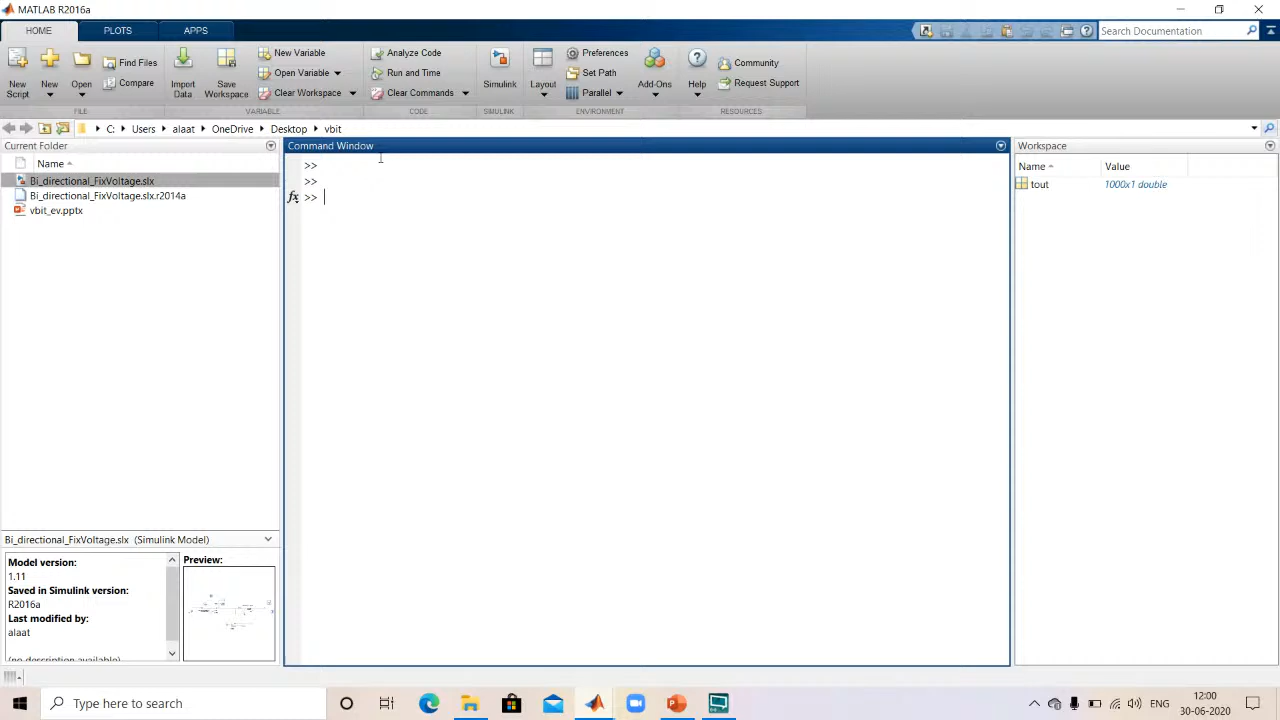 MATLAB R2016a
HOME PLOTS APPS
Search Documentation
New Script
New
Open
Find Files
Compare
Import Data
Save Workspace
New Variable
Open Variable
Clear Workspace
Analyze Code
Run and Time
Clear Commands
Simulink
Layout
Preferences
Set Path
Parallel
Add-Ons
Help
Community
Request Support
FILE VARIABLE CODE SIMULINK ENVIRONMENT RESOURCES
C: Users alaat OneDrive Desktop vbit
Current Folder
Name
Bi_directional_FixVoltage.slx
Bi_directional_FixVoltage.slx.r2014a
vbit_ev.pptx
Bi_directional_FixVoltage.slx (Simulink Model)
Model version:
1.11
Saved in Simulink version:
R2016a
Last modified by:
alaat
(no description available)
Preview:
Command Window
>>
>>
fx >>
Workspace
Name Value
tout 1000x1 double
Type here to search
ENG
12:00
30-06-2020